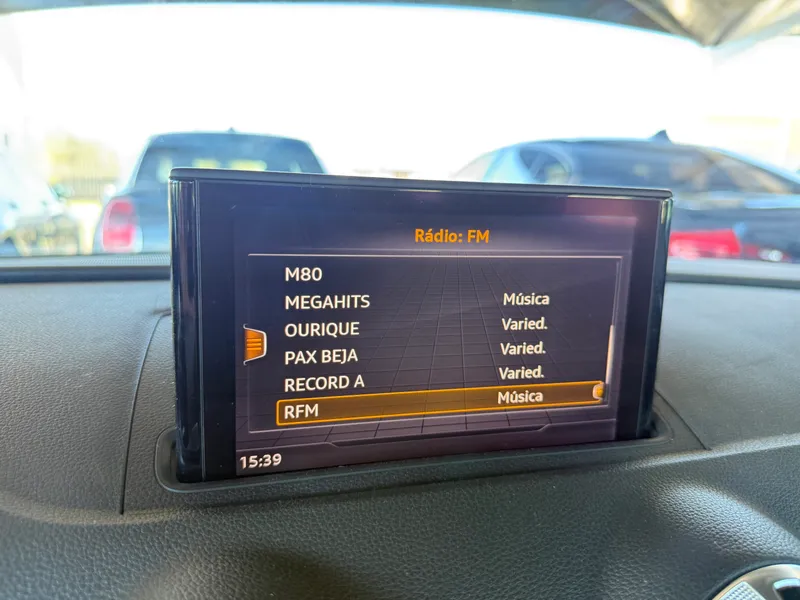 Rádio: FM
M80
MEGAHITS Música
OURIQUE Varied.
PAX BEJA Varied.
RECORD A Varied.
RFM Música
15:39